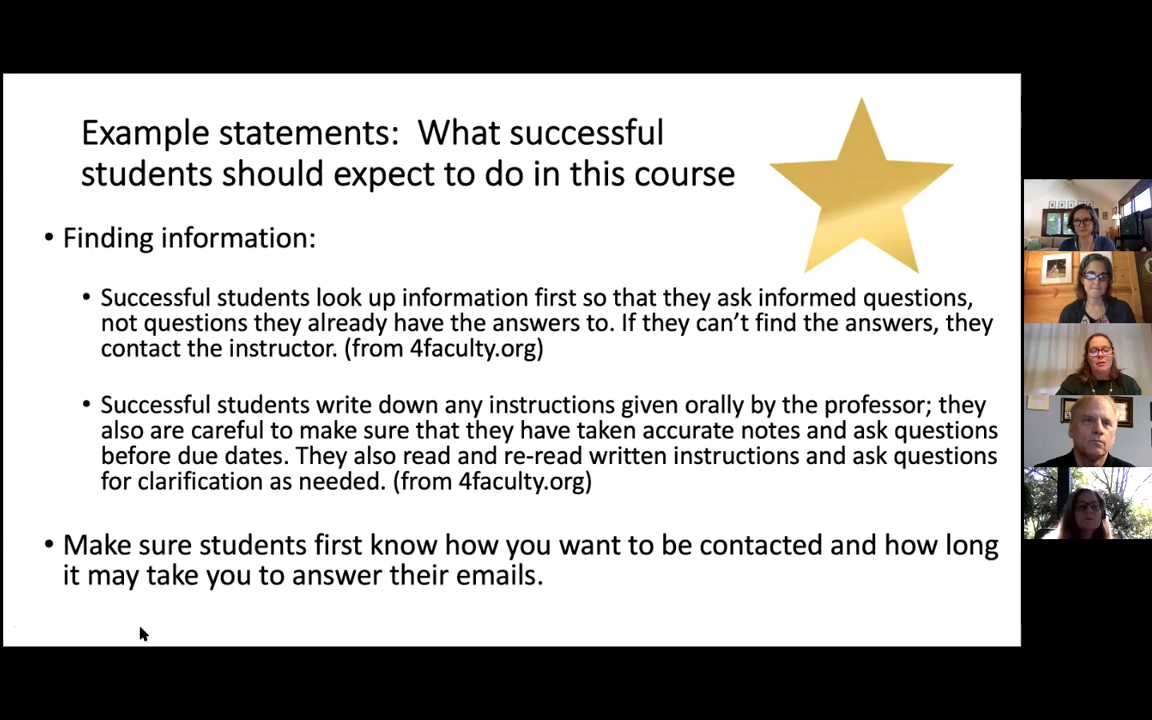 Example statements:  What successful
students should expect to do in this course
• Finding information:
• Successful students look up information first so that they ask informed questions,
not questions they already have the answers to. If they can’t find the answers, they
contact the instructor. (from 4faculty.org)
• Successful students write down any instructions given orally by the professor; they
also are careful to make sure that they have taken accurate notes and ask questions
before due dates. They also read and re-read written instructions and ask questions
for clarification as needed. (from 4faculty.org)
• Make sure students first know how you want to be contacted and how long
it may take you to answer their emails.